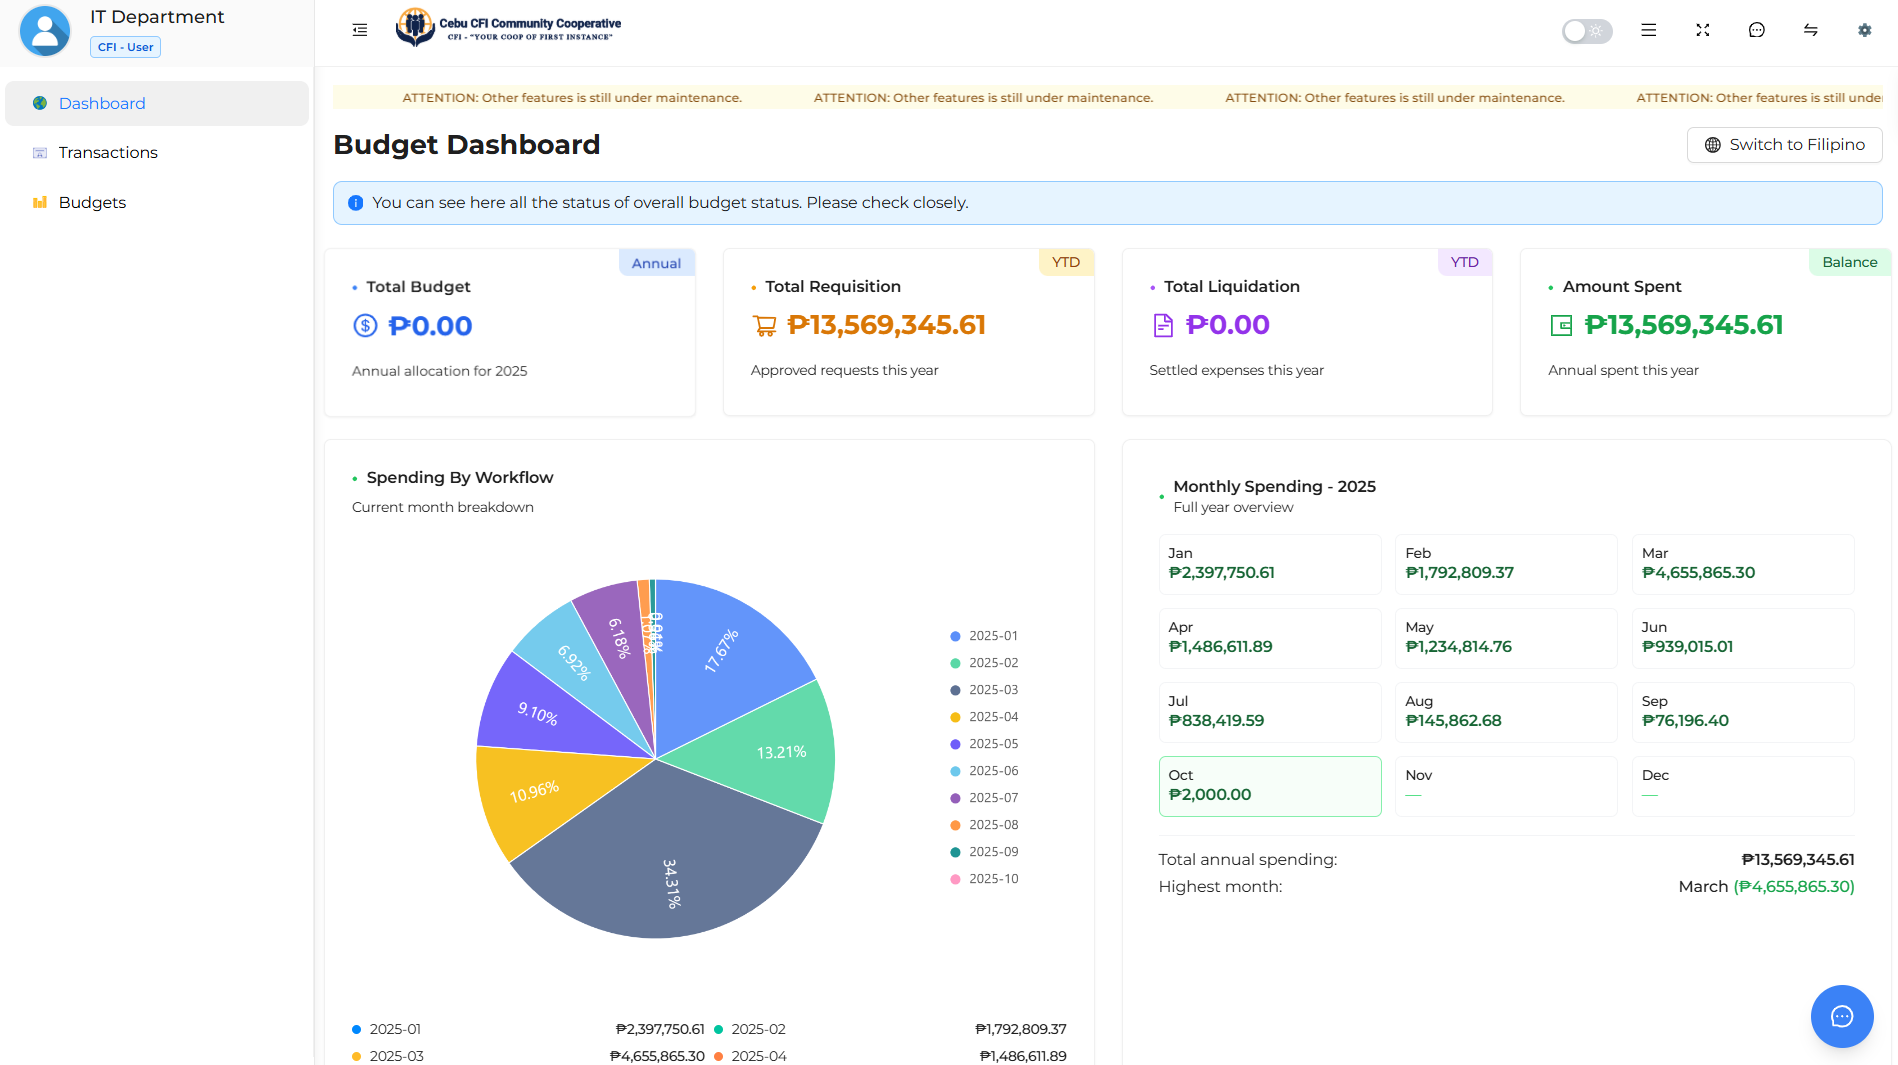 IT Department
CFI - User
Dashboard
Transactions
Budgets
Cebu CFI Community Cooperative
CFI - "YOUR COOP OF FIRST INSTANCE"
ATTENTION: Other features is still under maintenance. ATTENTION: Other features is still under maintenance. ATTENTION: Other features is still under maintenance. ATTENTION: Other features is still unde
Budget Dashboard
Switch to Filipino
You can see here all the status of overall budget status. Please check closely.
Annual
Total Budget
₱0.00
Annual allocation for 2025
YTD
Total Requisition
₱13,569,345.61
Approved requests this year
YTD
Total Liquidation
₱0.00
Settled expenses this year
Balance
Amount Spent
₱13,569,345.61
Annual spent this year
Spending By Workflow
Current month breakdown
17.67%
13.21%
34.31%
10.96%
9.10%
6.92%
6.18%
2025-01
2025-02
2025-03
2025-04
2025-05
2025-06
2025-07
2025-08
2025-09
2025-10
2025-01 ₱2,397,750.61 2025-02 ₱1,792,809.37
2025-03 ₱4,655,865.30 2025-04 ₱1,486,611.89
Monthly Spending - 2025
Full year overview
Jan
₱2,397,750.61
Feb
₱1,792,809.37
Mar
₱4,655,865.30
Apr
₱1,486,611.89
May
₱1,234,814.76
Jun
₱939,015.01
Jul
₱838,419.59
Aug
₱145,862.68
Sep
₱76,196.40
Oct
₱2,000.00
Nov
—
Dec
—
Total annual spending: ₱13,569,345.61
Highest month: March (₱4,655,865.30)